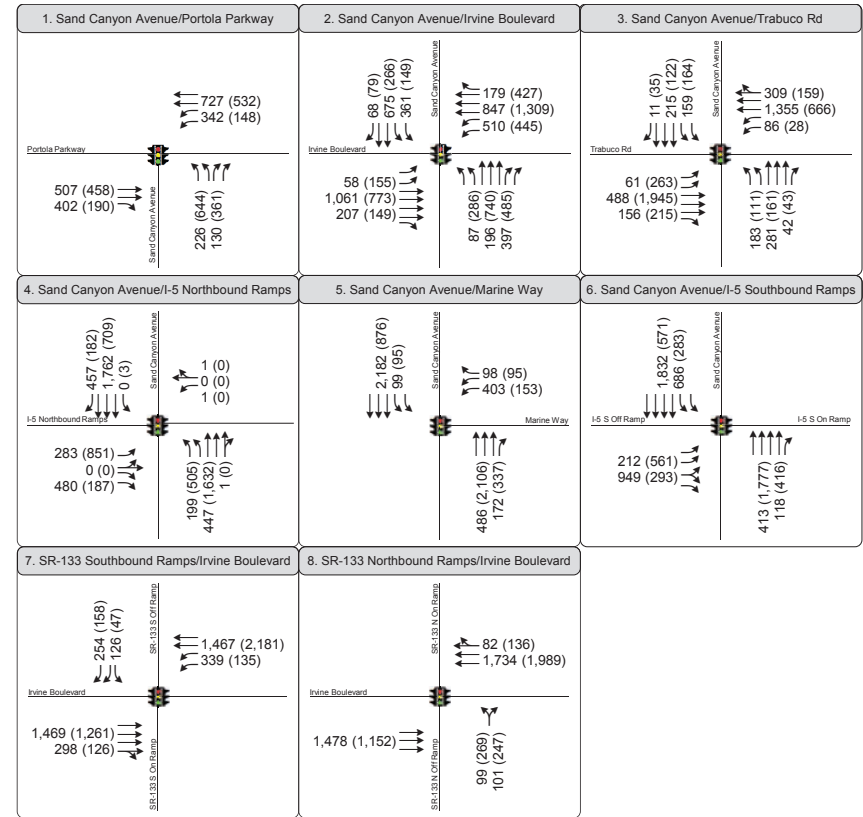 1. Sand Canyon Avenue/Portola Parkway
727 (532)
342 (148)
Portola Parkway
507 (458)
402 (190)
Sand Canyon Avenue
226 (644)
130 (361)
2. Sand Canyon Avenue/Irvine Boulevard
68 (79)
675 (266)
361 (149)
Sand Canyon Avenue
179 (427)
847 (1,309)
510 (445)
Irvine Boulevard
58 (155)
1,061 (773)
207 (149)
87 (286)
196 (740)
397 (485)
3. Sand Canyon Avenue/Trabuco Rd
11 (35)
215 (122)
159 (164)
Sand Canyon Avenue
309 (159)
1,355 (666)
86 (28)
Trabuco Rd
61 (263)
488 (1,945)
156 (215)
183 (111)
281 (161)
42 (43)
4. Sand Canyon Avenue/I-5 Northbound Ramps
457 (182)
1,762 (709)
0 (3)
Sand Canyon Avenue
1 (0)
0 (0)
1 (0)
I-5 Northbound Ramps
283 (851)
0 (0)
480 (187)
199 (505)
447 (1,632)
1 (0)
5. Sand Canyon Avenue/Marine Way
2,182 (876)
99 (95)
Sand Canyon Avenue
98 (95)
403 (153)
Marine Way
486 (2,106)
172 (337)
6. Sand Canyon Avenue/I-5 Southbound Ramps
1,832 (571)
686 (283)
Sand Canyon Avenue
I-5 S Off Ramp
I-5 S On Ramp
212 (561)
949 (293)
413 (1,777)
118 (416)
7. SR-133 Southbound Ramps/Irvine Boulevard
254 (158)
126 (47)
SR-133 S Off Ramp
1,467 (2,181)
339 (135)
Irvine Boulevard
1,469 (1,261)
298 (126)
SR-133 S On Ramp
8. SR-133 Northbound Ramps/Irvine Boulevard
SR-133 N On Ramp
82 (136)
1,734 (1,989)
Irvine Boulevard
1,478 (1,152)
SR-133 N Off Ramp
99 (269)
101 (247)